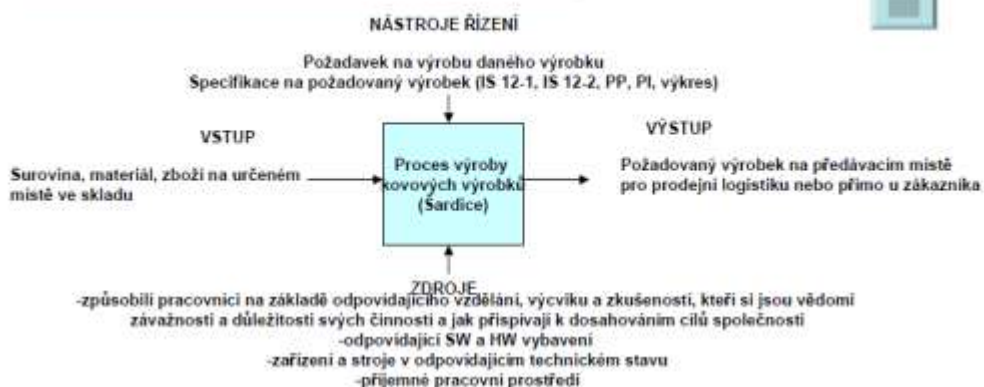 NÁSTROJE ŘÍZENÍ
Požadavek na výrobu daného výrobku
Specifikace na požadovaný výrobek (IS 12-1, IS 12-2, PP, PI, výkres)
VSTUP
Surovina, materiál, zboží na určeném
místě ve skladu
Proces výroby
kovových výrobků
(Šardice)
VÝSTUP
Požadovaný výrobek na předávacím místě
pro prodejní logistiku nebo přímo u zákazníka
ZDROJE
-způsobilí pracovníci na základě odpovídajícího vzdělání, výcviku a zkušeností, kteří si jsou vědomi
závažnosti a důležitosti svých činností a jak přispívají k dosahováním cílů společnosti
-odpovídající SW a HW vybavení
-zařízení a stroje v odpovídajícím technickém stavu
-příjemné pracovní prostředí